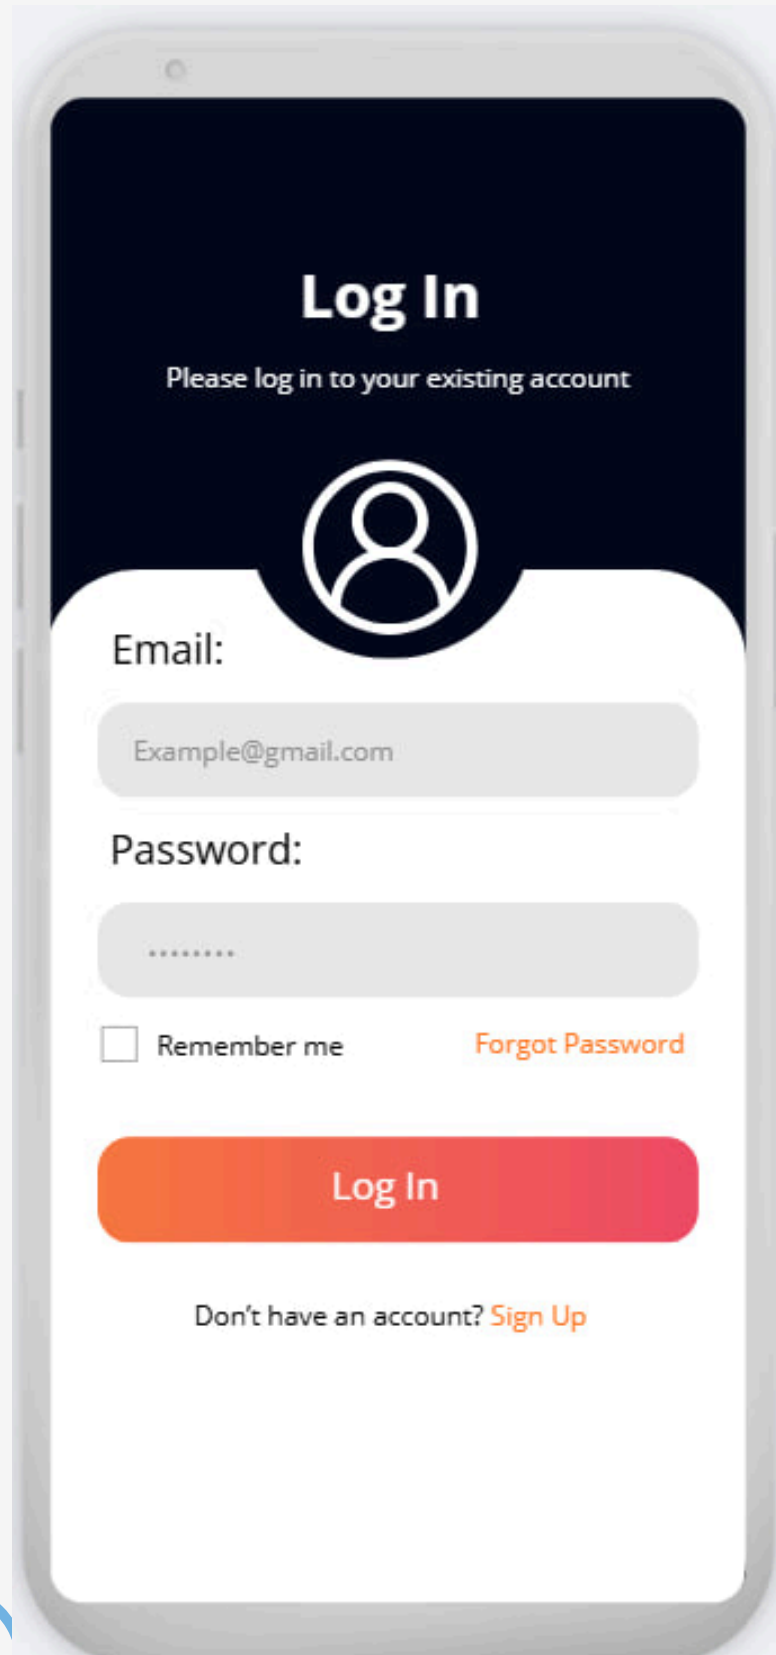 Log In
Please log in to your existing account
Email:
Example@gmail.com
Password:
••••••••
Remember me
Forgot Password
Log In
Don't have an account? Sign Up